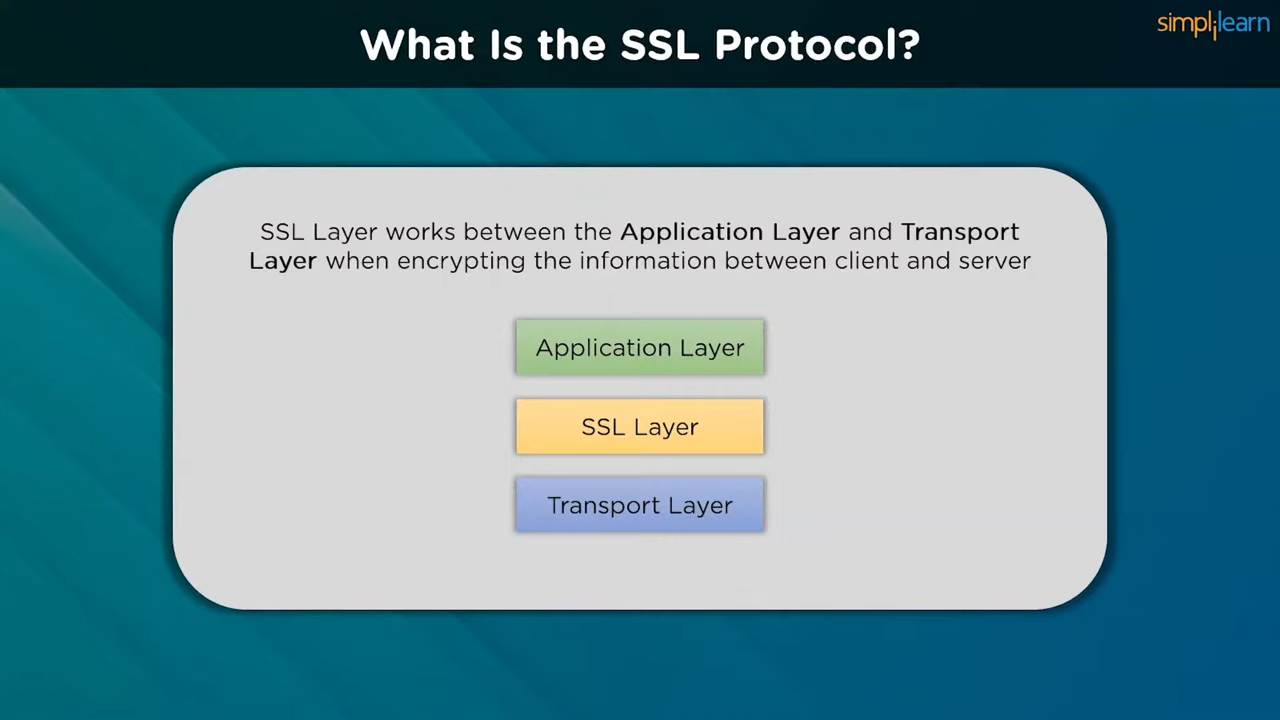 What Is the SSL Protocol?
simplilearn
SSL Layer works between the Application Layer and Transport
Layer when encrypting the information between client and server
Application Layer
SSL Layer
Transport Layer